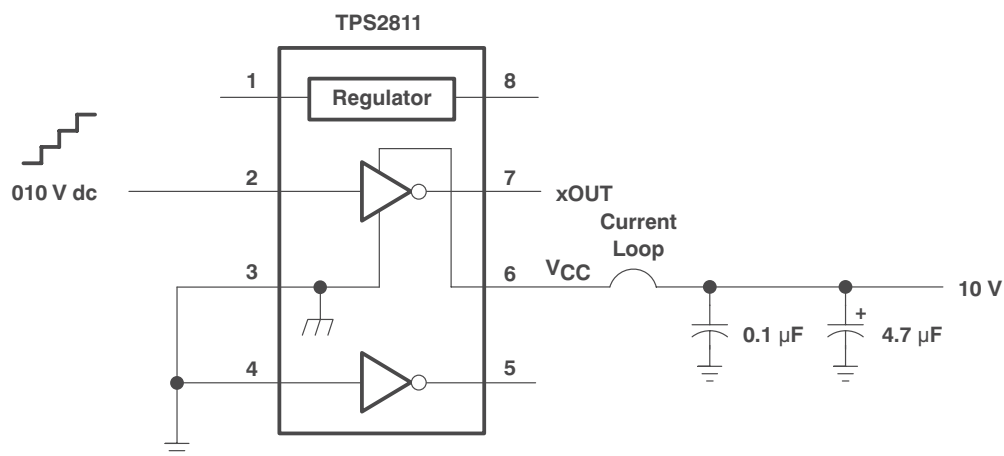 TPS2811
1
Regulator
8
010 V dc
2
7
xOUT
Current
Loop
3
6
VCC
10 V
0.1 µF
+
4.7 µF
4
5